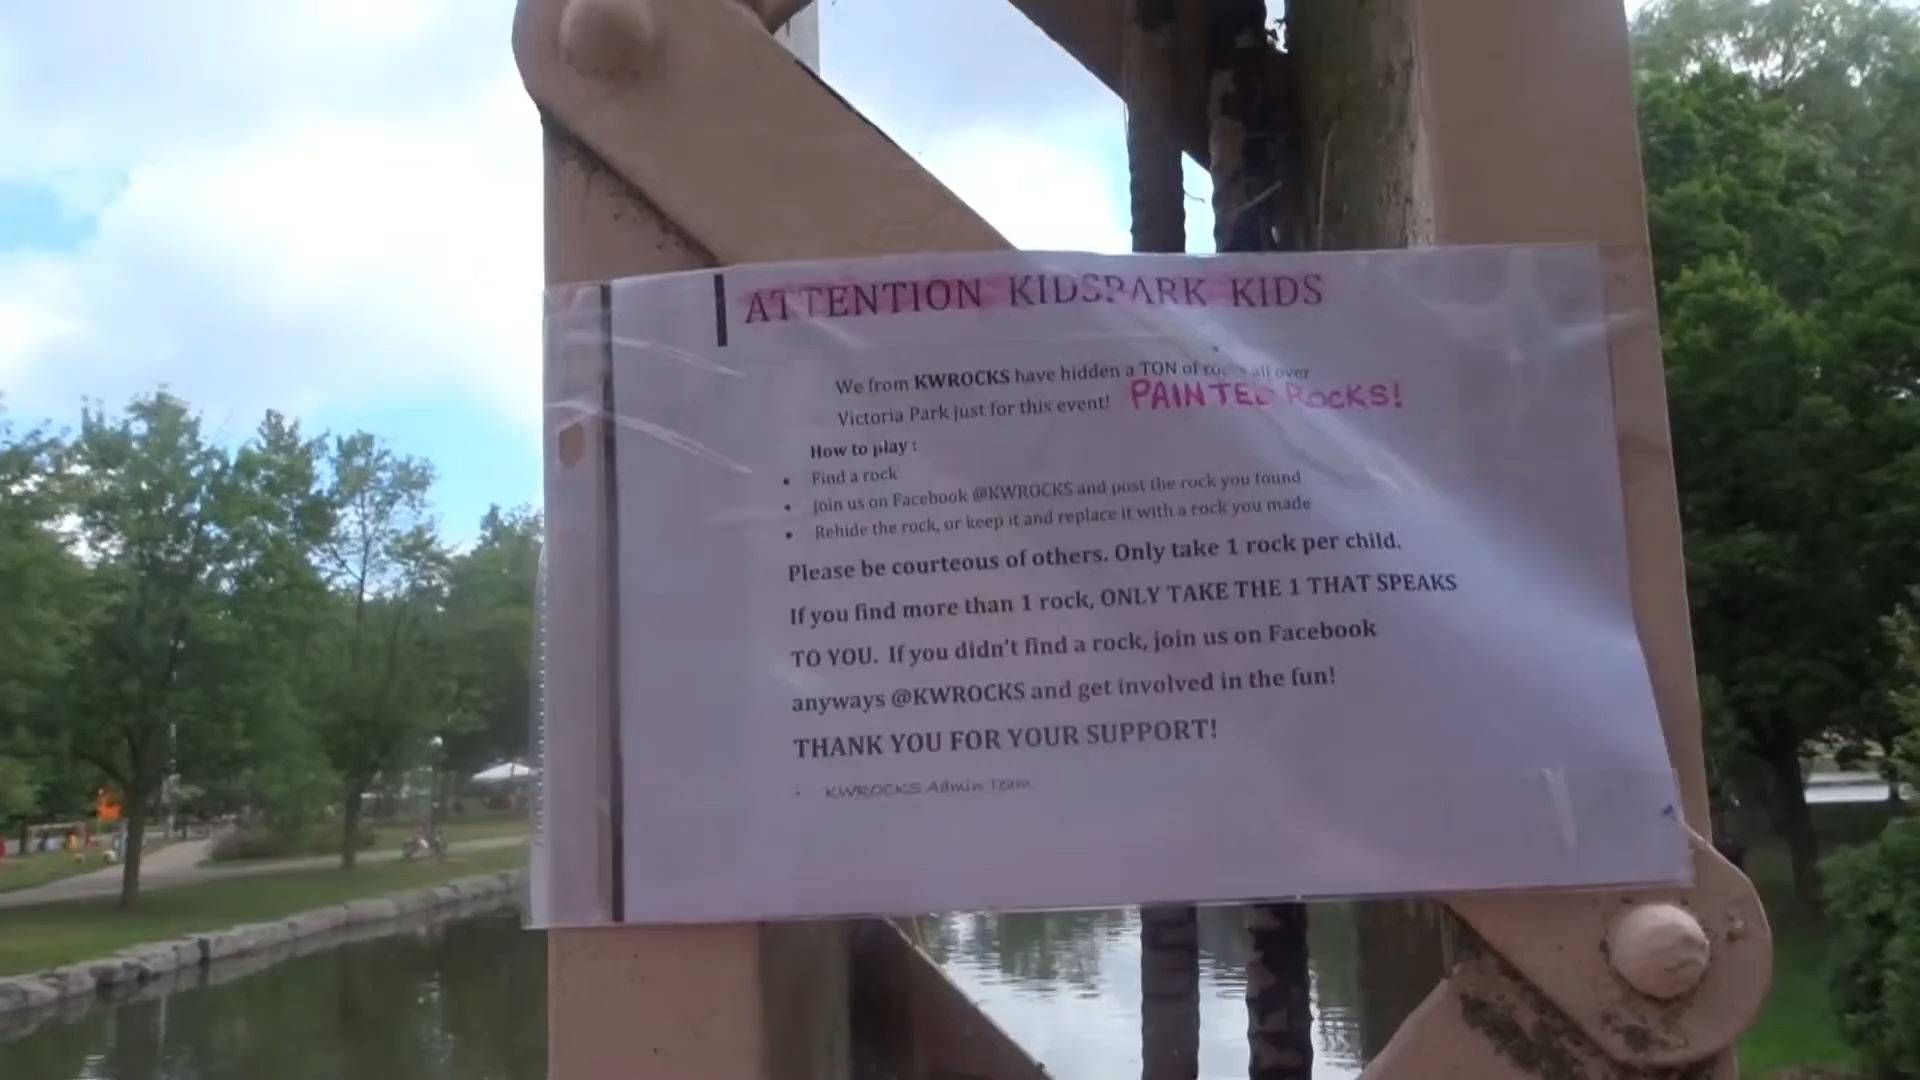 ATTENTION KIDSPARK KIDS
We from KWROCKS have hidden a TON of rocks all over
Victoria Park just for this event! PAINTED ROCKS!
How to play :
• Find a rock
• Join us on Facebook @KWROCKS and post the rock you found
• Rehide the rock, or keep it and replace it with a rock you made
Please be courteous of others. Only take 1 rock per child.
If you find more than 1 rock, ONLY TAKE THE 1 THAT SPEAKS
TO YOU. If you didn't find a rock, join us on Facebook
anyways @KWROCKS and get involved in the fun!
THANK YOU FOR YOUR SUPPORT!
• KWROCKS Admin Team